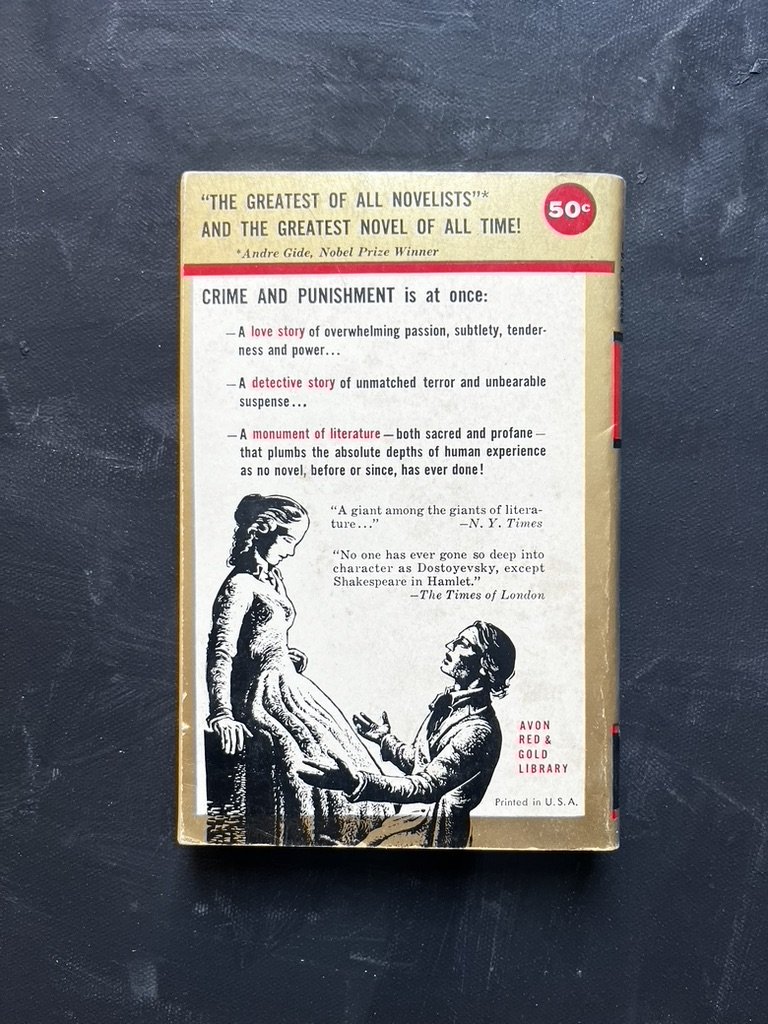 "THE GREATEST OF ALL NOVELISTS"*
AND THE GREATEST NOVEL OF ALL TIME!
*Andre Gide, Nobel Prize Winner
50¢
CRIME AND PUNISHMENT is at once:
—A love story of overwhelming passion, subtlety, tender-
ness and power...
—A detective story of unmatched terror and unbearable
suspense...
—A monument of literature—both sacred and profane—
that plumbs the absolute depths of human experience
as no novel, before or since, has ever done!
"A giant among the giants of litera-
ture..." —N. Y. Times
"No one has ever gone so deep into
character as Dostoyevsky, except
Shakespeare in Hamlet."
—The Times of London
AVON
RED &
GOLD
LIBRARY
Printed in U.S.A.